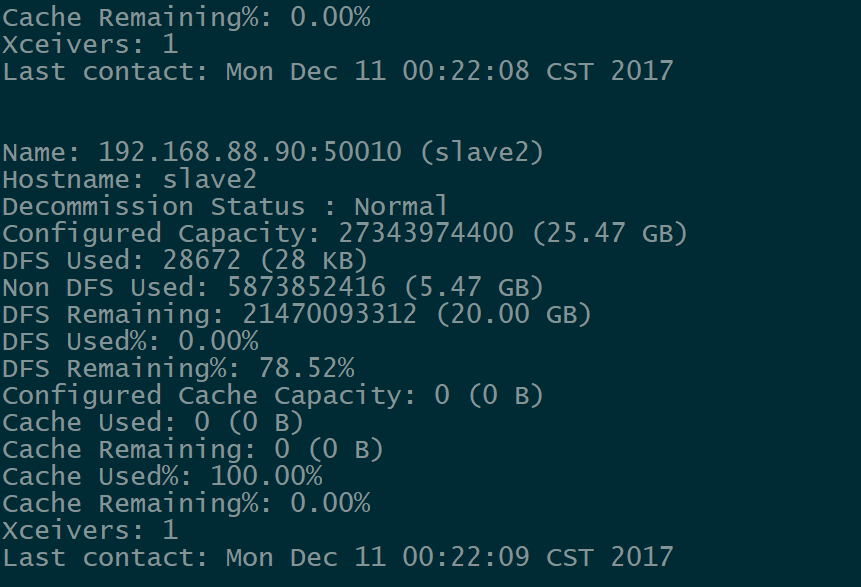 Cache Remaining%: 0.00%
Xceivers: 1
Last contact: Mon Dec 11 00:22:08 CST 2017
Name: 192.168.88.90:50010 (slave2)
Hostname: slave2
Decommission Status : Normal
Configured Capacity: 27343974400 (25.47 GB)
DFS Used: 28672 (28 KB)
Non DFS Used: 5873852416 (5.47 GB)
DFS Remaining: 21470093312 (20.00 GB)
DFS Used%: 0.00%
DFS Remaining%: 78.52%
Configured Cache Capacity: 0 (0 B)
Cache Used: 0 (0 B)
Cache Remaining: 0 (0 B)
Cache Used%: 100.00%
Cache Remaining%: 0.00%
Xceivers: 1
Last contact: Mon Dec 11 00:22:09 CST 2017